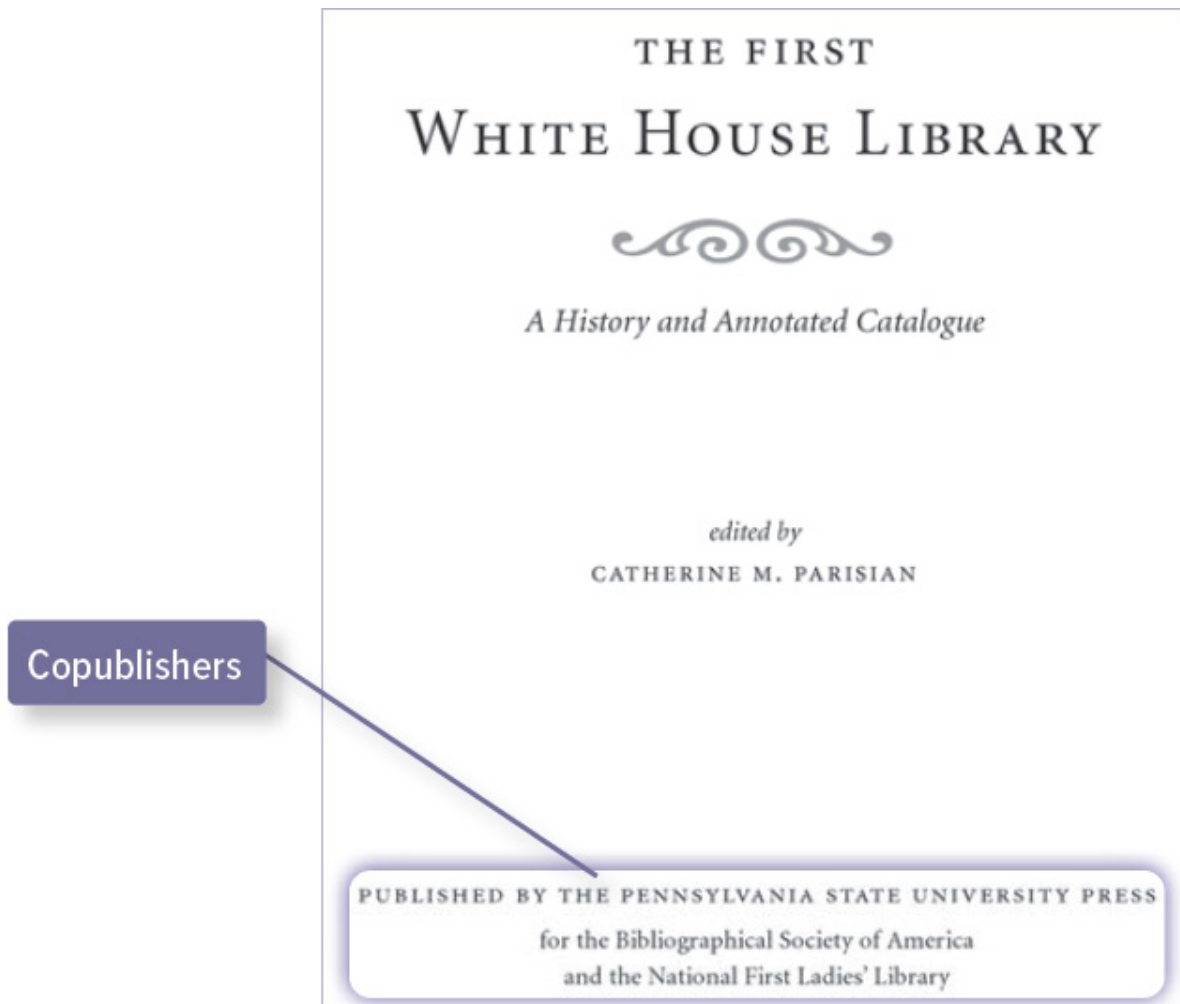 THE FIRST
WHITE HOUSE LIBRARY
A History and Annotated Catalogue
edited by
CATHERINE M. PARISIAN
Copublishers
PUBLISHED BY THE PENNSYLVANIA STATE UNIVERSITY PRESS
for the Bibliographical Society of America
and the National First Ladies' Library